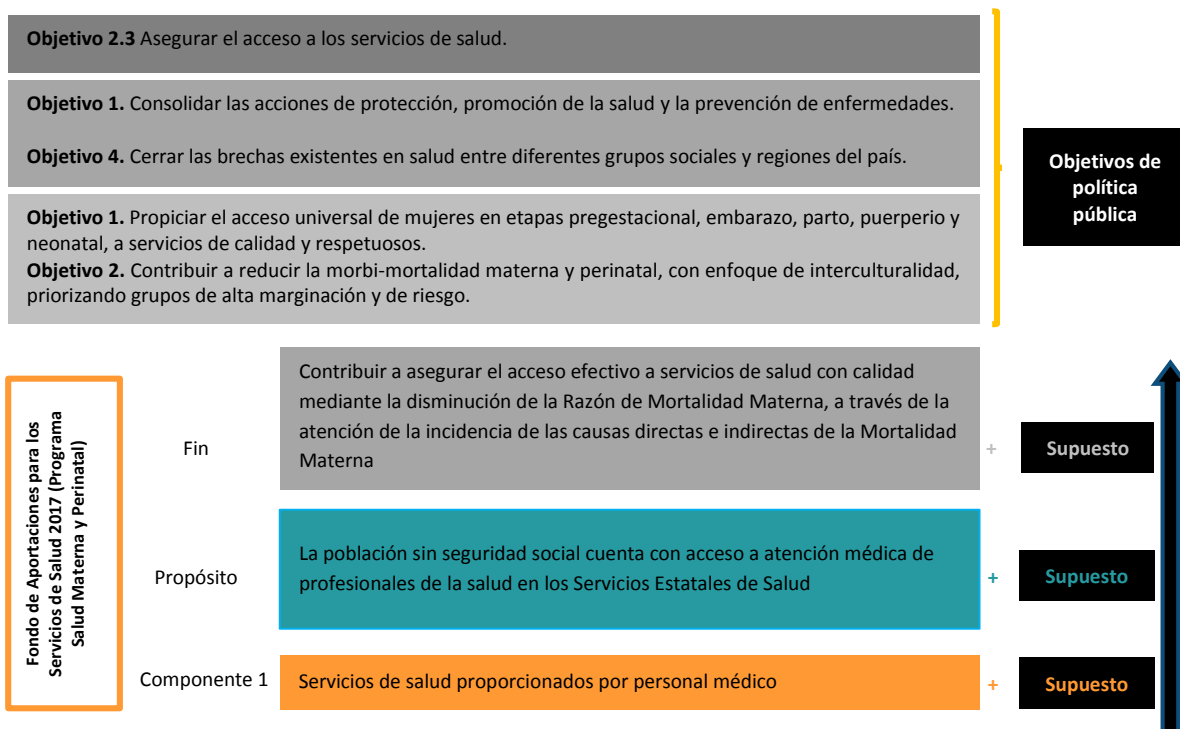 Objetivo 2.3 Asegurar el acceso a los servicios de salud.
Objetivo 1. Consolidar las acciones de protección, promoción de la salud y la prevención de enfermedades.
Objetivo 4. Cerrar las brechas existentes en salud entre diferentes grupos sociales y regiones del país.
Objetivo 1. Propiciar el acceso universal de mujeres en etapas pregestacional, embarazo, parto, puerperio y
neonatal, a servicios de calidad y respetuosos.
Objetivo 2. Contribuir a reducir la morbi-mortalidad materna y perinatal, con enfoque de interculturalidad,
priorizando grupos de alta marginación y de riesgo.
Objetivos de
política
pública
Fondo de Aportaciones para los
Servicios de Salud 2017 (Programa
Salud Materna y Perinatal)
Fin
Contribuir a asegurar el acceso efectivo a servicios de salud con calidad
mediante la disminución de la Razón de Mortalidad Materna, a través de la
atención de la incidencia de las causas directas e indirectas de la Mortalidad
Materna
+
Supuesto
Propósito
La población sin seguridad social cuenta con acceso a atención médica de
profesionales de la salud en los Servicios Estatales de Salud
+
Supuesto
Componente 1
Servicios de salud proporcionados por personal médico
+
Supuesto